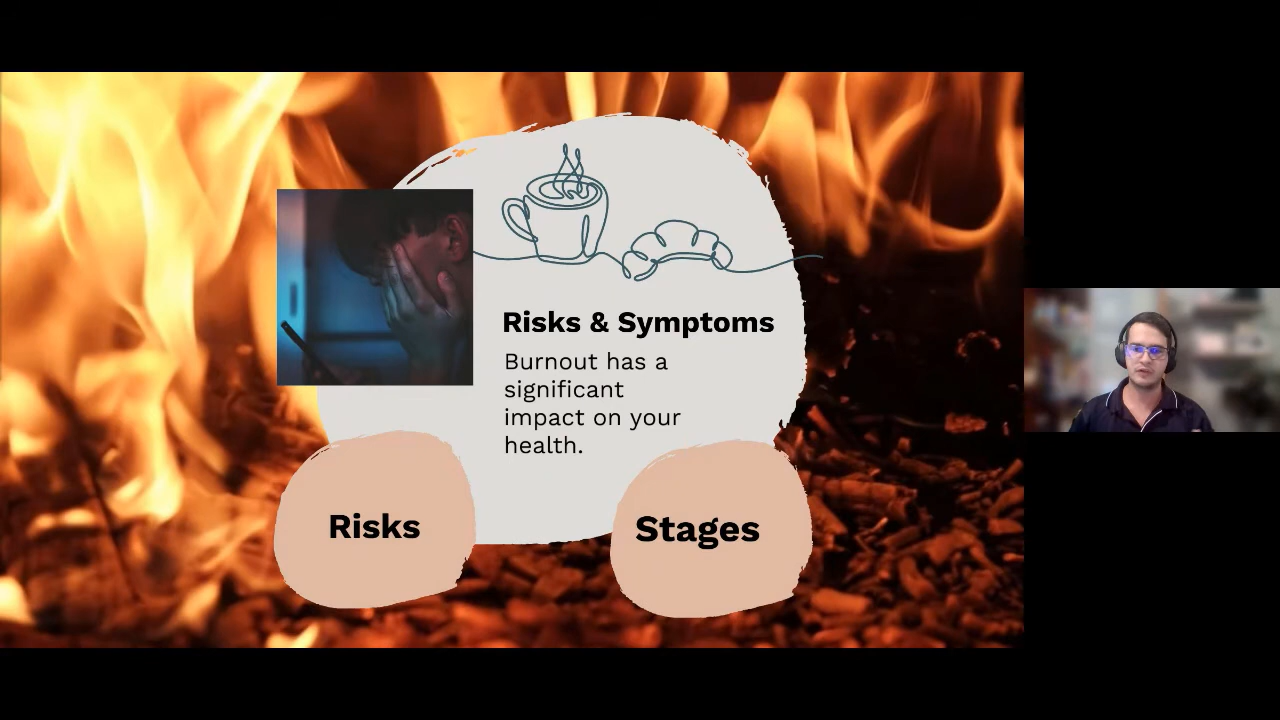 Risks & Symptoms
Burnout has a
significant
impact on your
health.
Risks
Stages